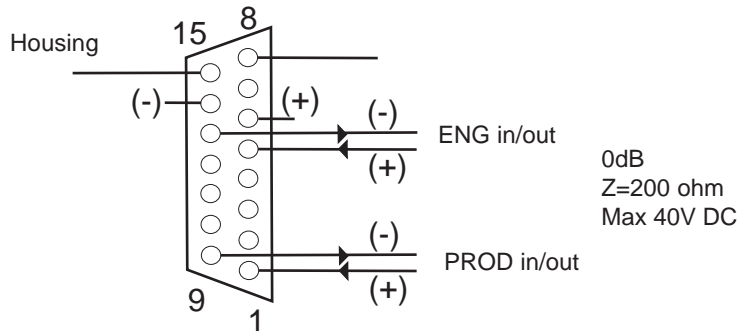 15
8
Housing
(-)
(+)
(-)
ENG in/out
(+)
0dB
Z=200 ohm
Max 40V DC
(-)
PROD in/out
(+)
9
1